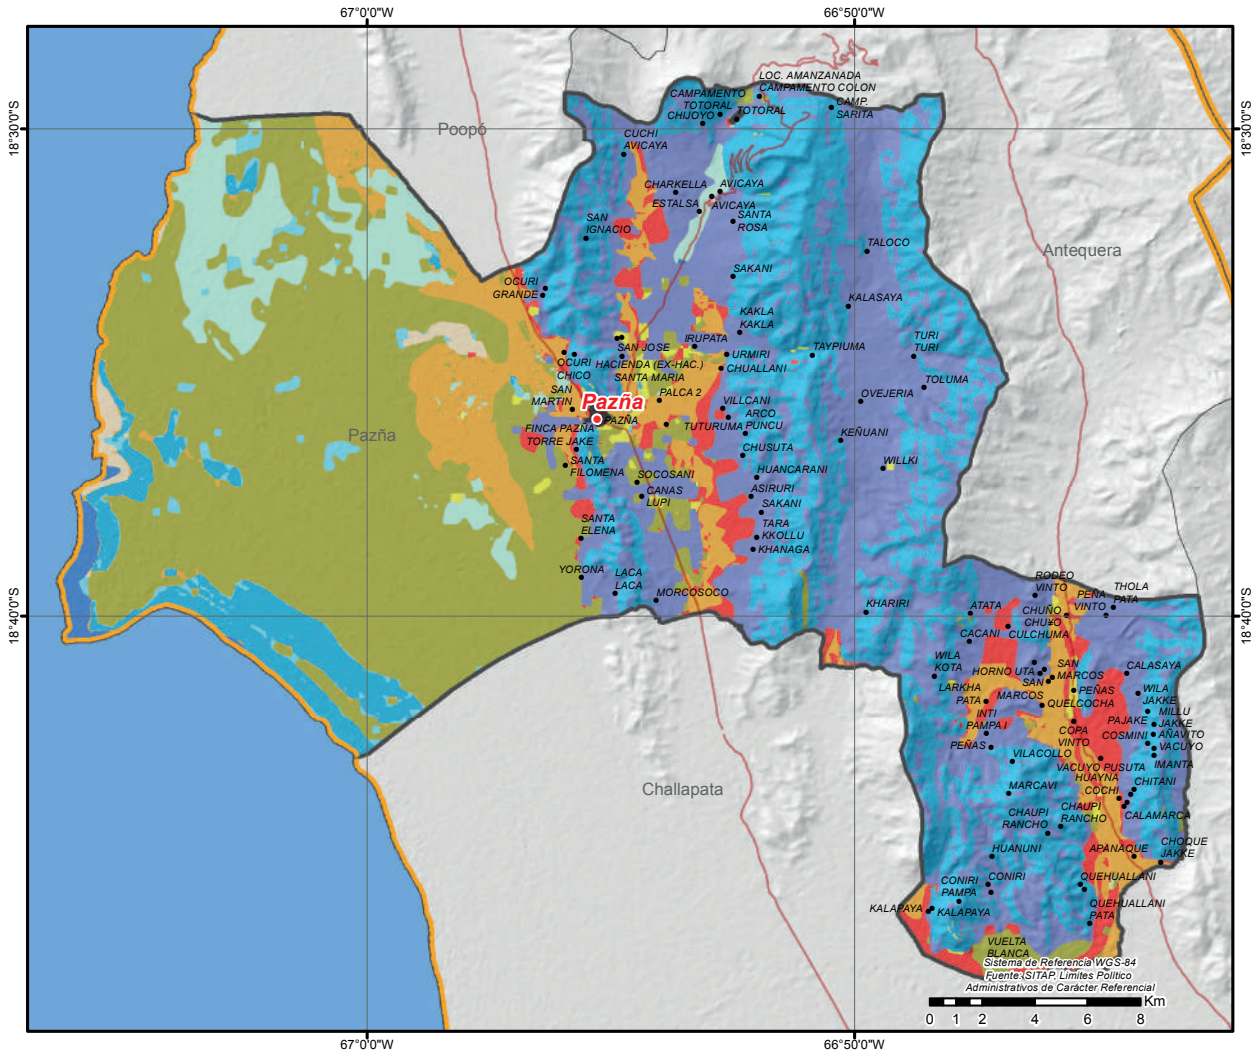 67°0'0"W
66°50'0"W
LOC. AMANZANADA
CAMPAMENTO COLON
CAMPAMENTO
TOTORAL
CAMP.
SARITA
CHIJOYO
TOTORAL
18°30'0"S
18°30'0"S
Poopó
CUCHI
AVICAYA
CHARKELLA
AVICAYA
ESTALSA
AVICAYA
SAN
IGNACIO
SANTA
ROSA
TALOCO
Antequera
SAKANI
OCURI
GRANDE
KALASAYA
KAKLA
KAKLA
IRUPATA
TURI
TURI
SAN JOSE
URMIRI
TAYPIUMA
OCURI
CHICO
HACIENDA (EX-HAC.)
SANTA MARIA
CHUALLANI
TOLUMA
SAN
MARTIN
PALCA 2
OVEJERIA
Pazña
PAZÑA
VILLCANI
ARCO
PUNCU
TUTURUMA
FINCA PAZÑA
TORRE JAKE
Pazña
KEÑUANI
CHUSUTA
SANTA
FILOMENA
WILLKI
SOCOSANI
HUANCARANI
CANAS
LUPI
ASIRURI
SAKANI
SANTA
ELENA
TARA
KKOLLU
KHANAGA
YORONA
LACA
LACA
MORCOSOCO
RODEO
VINTO
THOLA
PATA
PEÑA
VINTO
18°40'0"S
18°40'0"S
KHARIRI
ATATA
CHUÑO
CHU¥O
CULCHUMA
CACANI
WILA
KOTA
HORNO UTA
SAN
MARCOS
CALASAYA
SAN
MARCOS
LARKHA
PATA
PEÑAS
WILA
JAKKE
QUELCOCHA
INTI
PAMPA I
MILLU
JAKKE
PAJAKE
COPA
VINTO
COSMINI
AÑAVITO
PEÑAS
VACUYO
VILACOLLO
VACUYO PUSUTA
IMANTA
HUAYNA
COCHI
CHITANI
Challapata
MARCAVI
CHAUPI
RANCHO
CHAUPI
RANCHO
CALAMARCA
CHOQUE
JAKKE
HUANUNI
APANAQUE
CONIRI
PAMPA
CONIRI
QUEHUALLANI
KALAPAYA
KALAPAYA
QUEHUALLANI
PATA
VUELTA
BLANCA
Sistema de Referencia WGS-84
Fuente: SITAP, Limites Político
Administrativos de Carácter Referencial
Km
0 1 2 4 6 8
67°0'0"W
66°50'0"W